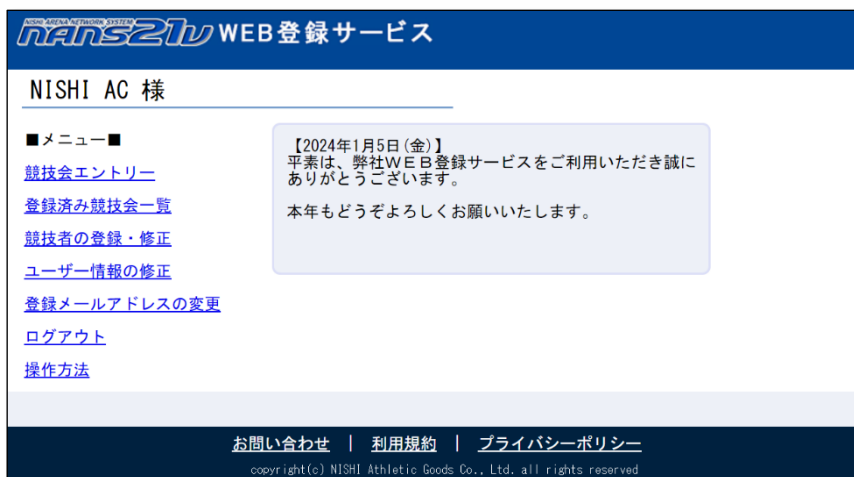 NISHI ARENA NETWORK SYSTEM
nans21v WEB登録サービス
NISHI AC 様
■メニュー■
競技会エントリー
登録済み競技会一覧
競技者の登録・修正
ユーザー情報の修正
登録メールアドレスの変更
ログアウト
操作方法
【2024年1月5日(金)】
平素は、弊社ＷＥＢ登録サービスをご利用いただき誠に
ありがとうございます。
本年もどうぞよろしくお願いいたします。
お問い合わせ ｜ 利用規約 ｜ プライバシーポリシー
copyright(c) NISHI Athletic Goods Co., Ltd. all rights reserved